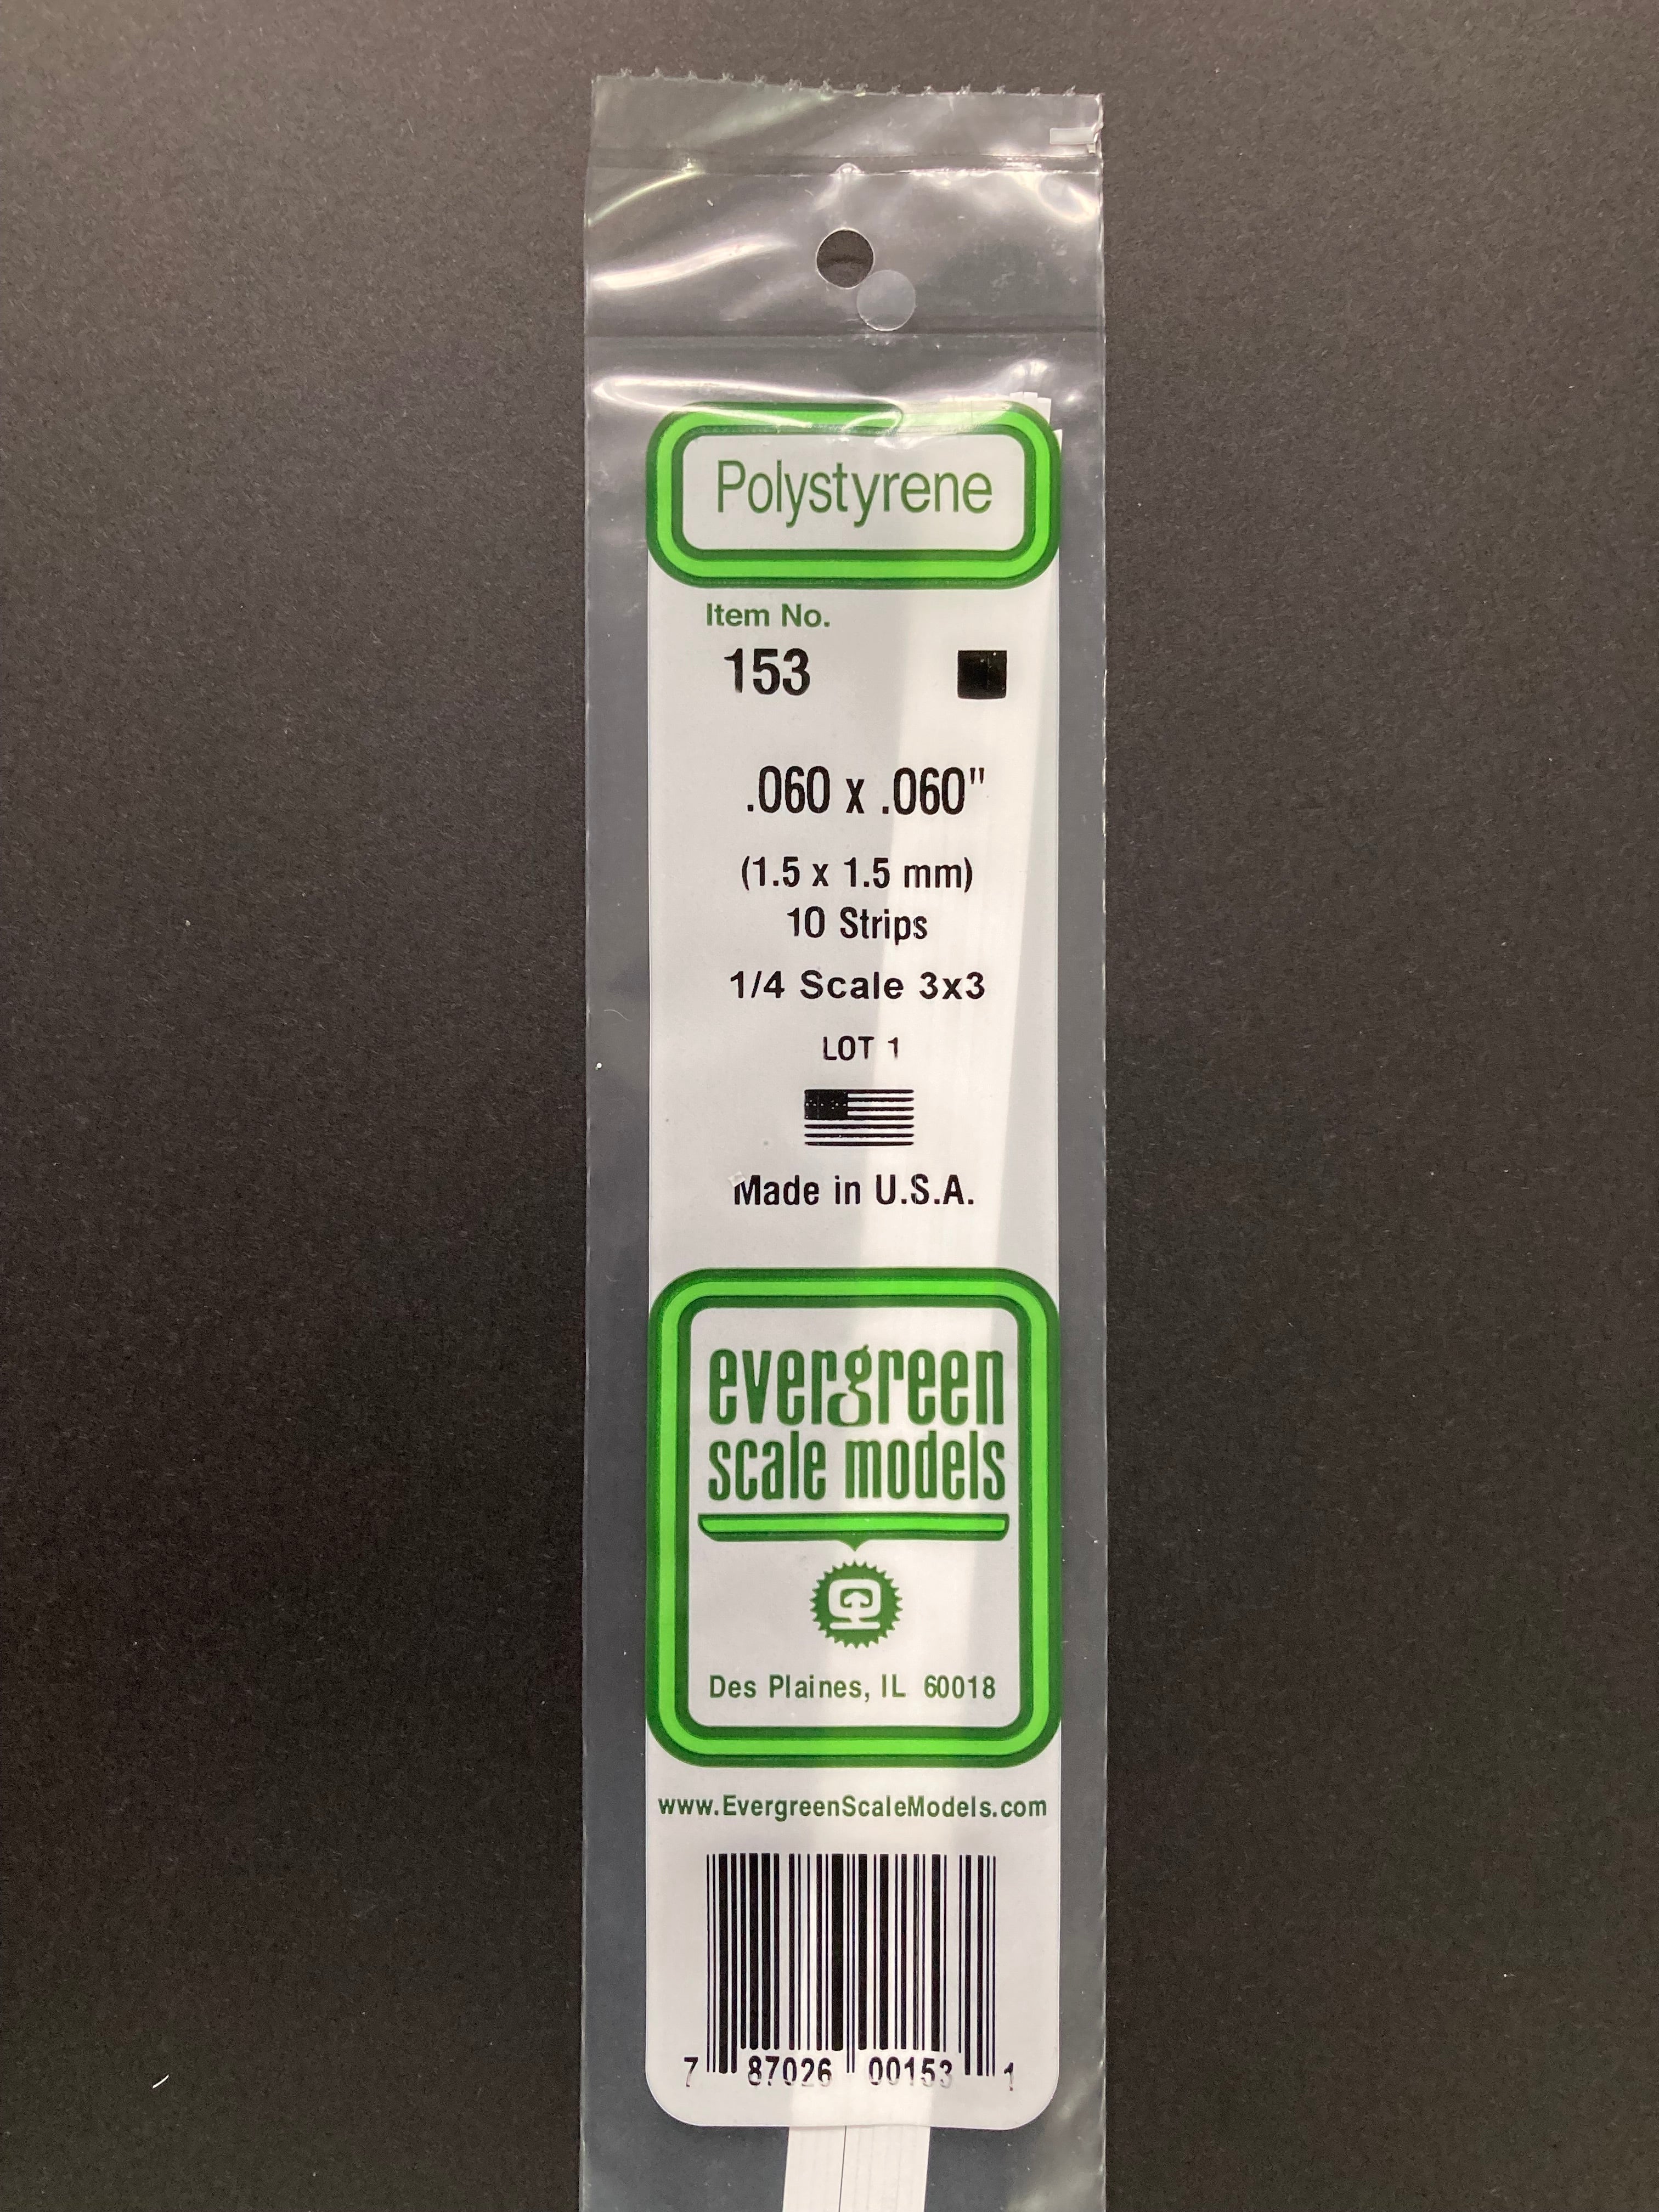 Polystyrene
Item No.
153
.060 x .060"
(1.5 x 1.5 mm)
10 Strips
1/4 Scale 3x3
LOT 1
Made in U.S.A.
evergreen
scale models
Des Plaines, IL 60018
www.EvergreenScaleModels.com
7 87026 00153 1